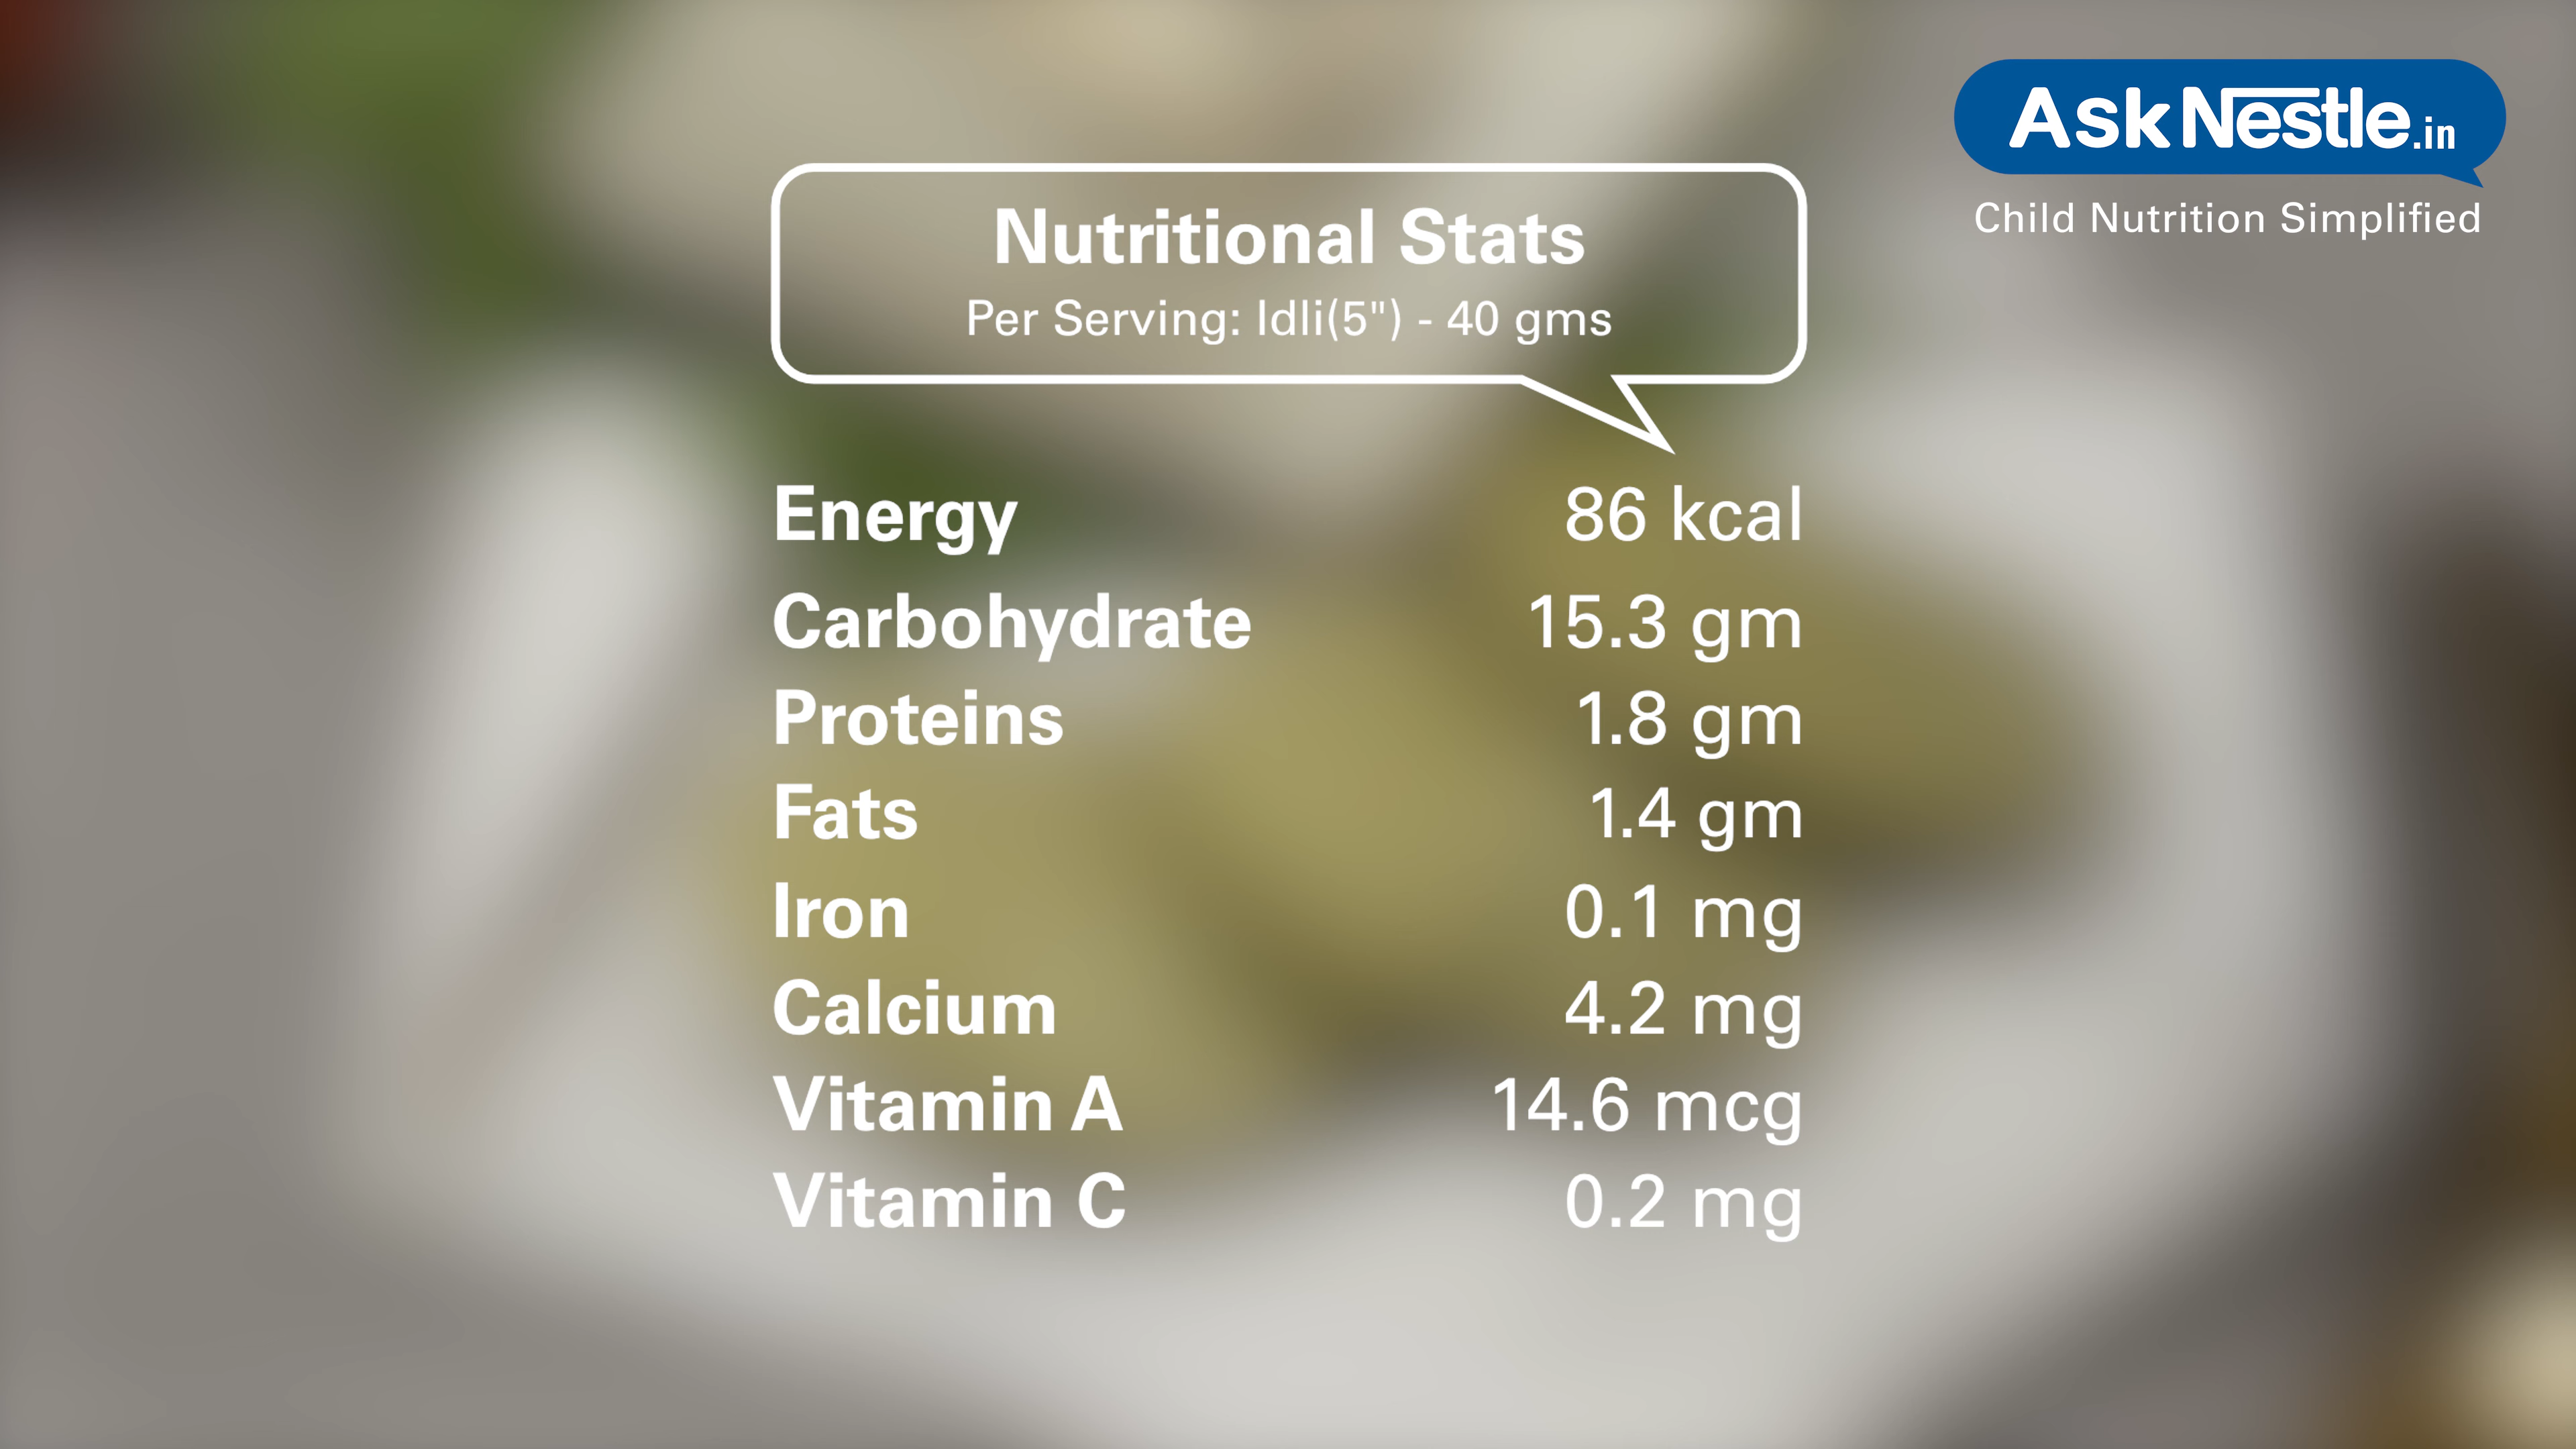 AskNestle.in
Child Nutrition Simplified
Nutritional Stats
Per Serving: Idli(5") - 40 gms
Energy 86 kcal
Carbohydrate 15.3 gm
Proteins 1.8 gm
Fats 1.4 gm
Iron 0.1 mg
Calcium 4.2 mg
Vitamin A 14.6 mcg
Vitamin C 0.2 mg